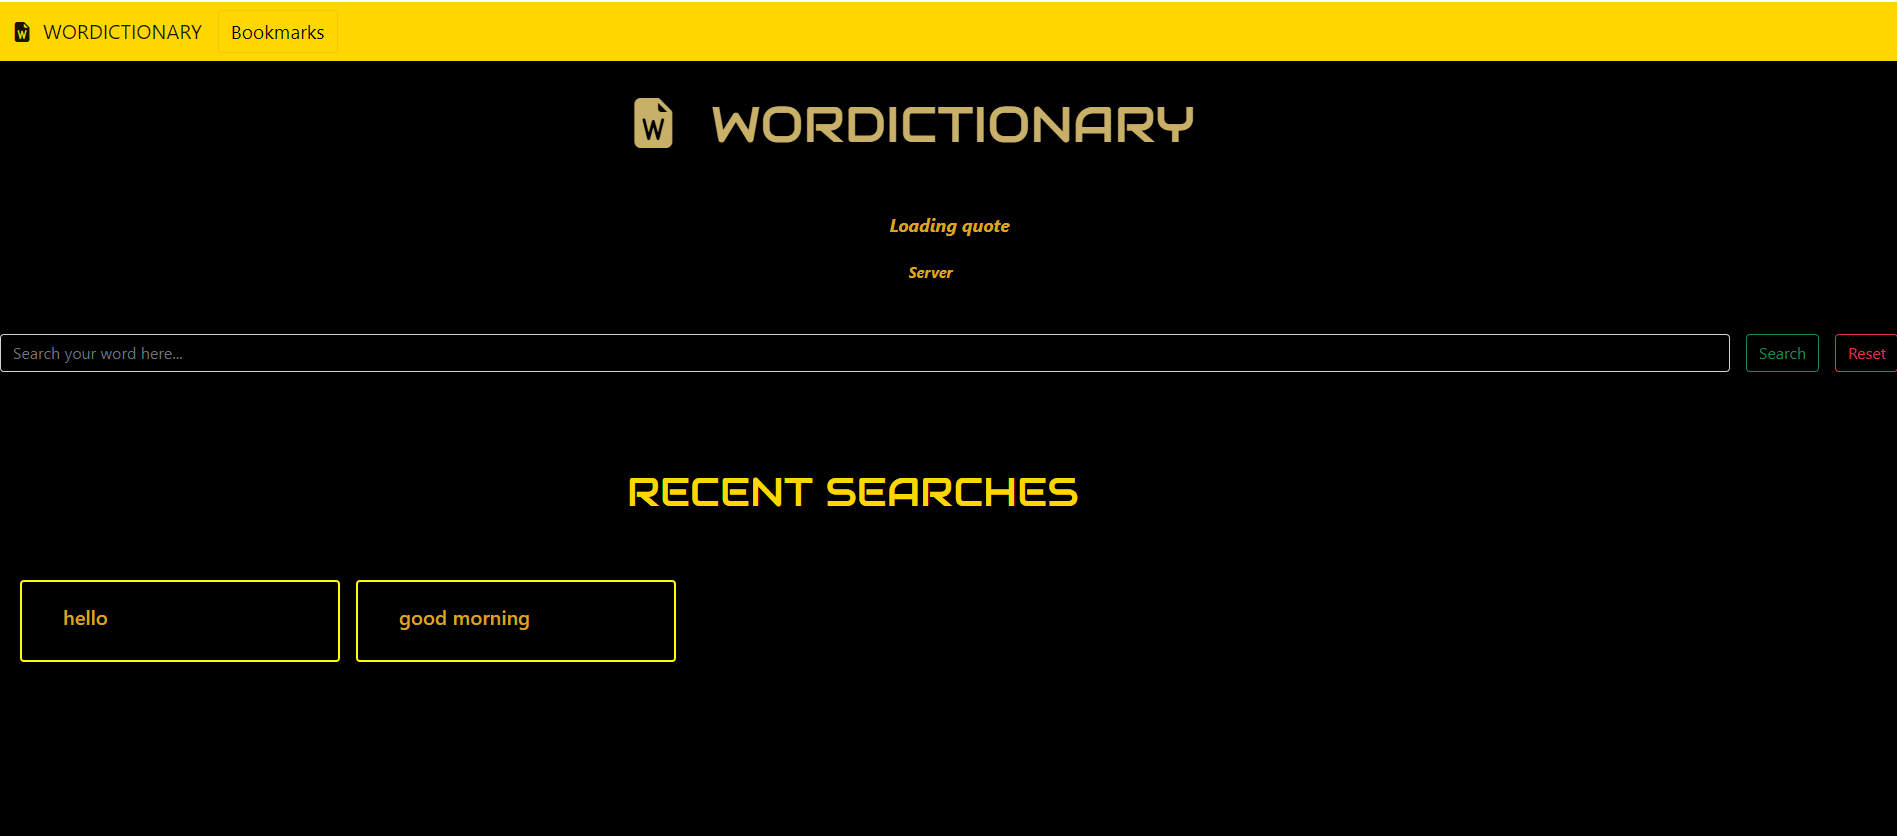 W WORDICTIONARY Bookmarks
W WORDICTIONARY
Loading quote
Server
Search your word here... Search Reset
RECENT SEARCHES
hello good morning